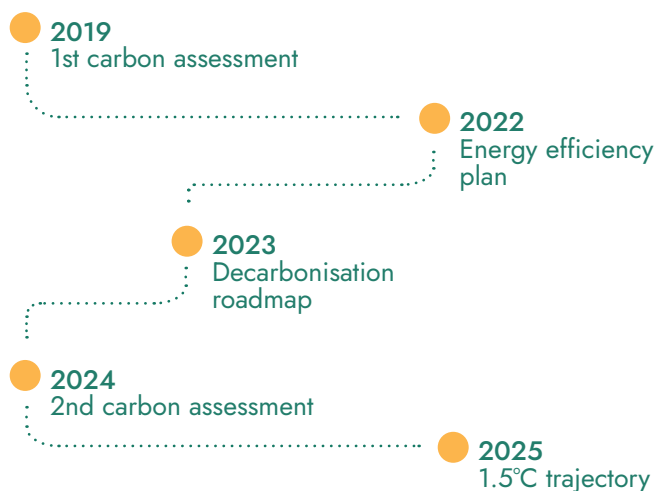 2019
1st carbon assessment
2022
Energy efficiency
plan
2023
Decarbonisation
roadmap
2024
2nd carbon assessment
2025
1.5°C trajectory